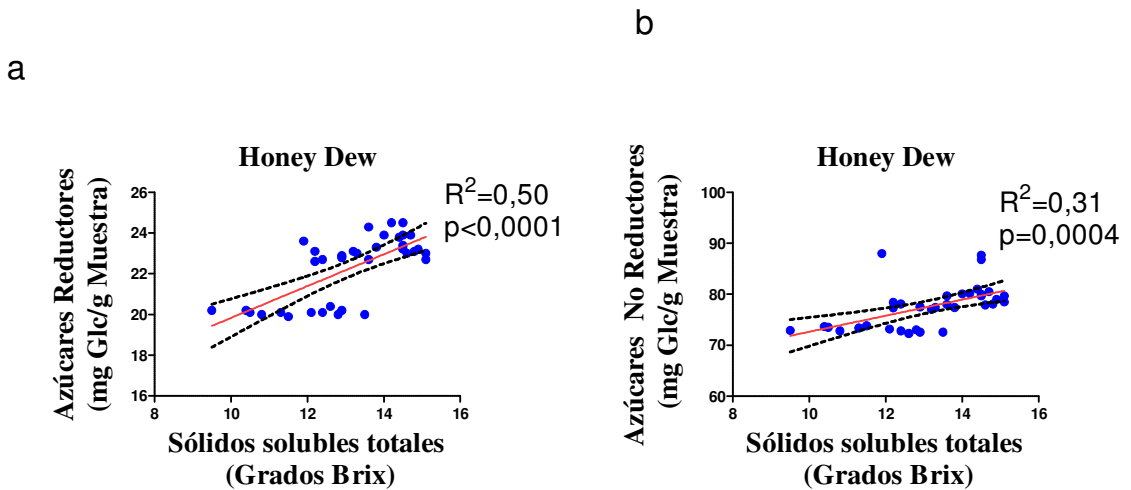 a
Honey Dew
R²=0,50
p<0,0001
Azúcares Reductores
(mg Glc/g Muestra)
26
24
22
20
18
16
8 10 12 14 16
Sólidos solubles totales
(Grados Brix)
b
Honey Dew
R²=0,31
p=0,0004
Azúcares No Reductores
(mg Glc/g Muestra)
100
90
80
70
60
8 10 12 14 16
Sólidos solubles totales
(Grados Brix)